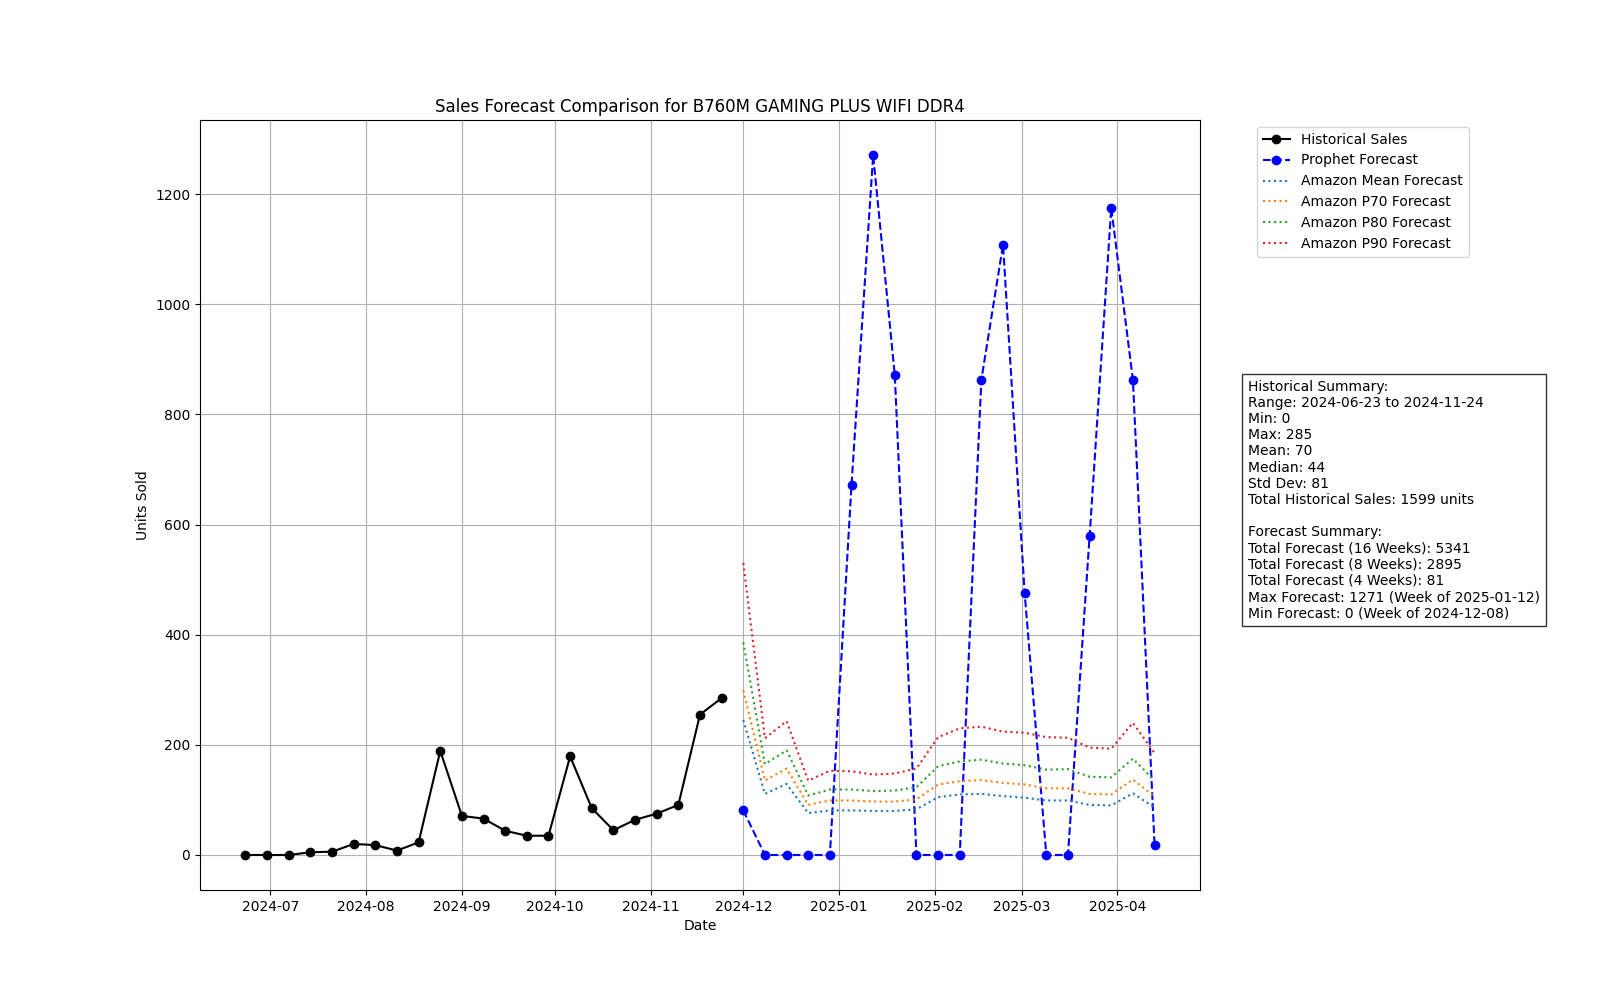 Sales Forecast Comparison for B760M GAMING PLUS WIFI DDR4
Historical Sales
Prophet Forecast
Amazon Mean Forecast
Amazon P70 Forecast
Amazon P80 Forecast
Amazon P90 Forecast
1200
1000
800
600
400
200
0
Units Sold
2024-07
2024-08
2024-09
2024-10
2024-11
2024-12
2025-01
2025-02
2025-03
2025-04
Date
Historical Summary:
Range: 2024-06-23 to 2024-11-24
Min: 0
Max: 285
Mean: 70
Median: 44
Std Dev: 81
Total Historical Sales: 1599 units
Forecast Summary:
Total Forecast (16 Weeks): 5341
Total Forecast (8 Weeks): 2895
Total Forecast (4 Weeks): 81
Max Forecast: 1271 (Week of 2025-01-12)
Min Forecast: 0 (Week of 2024-12-08)